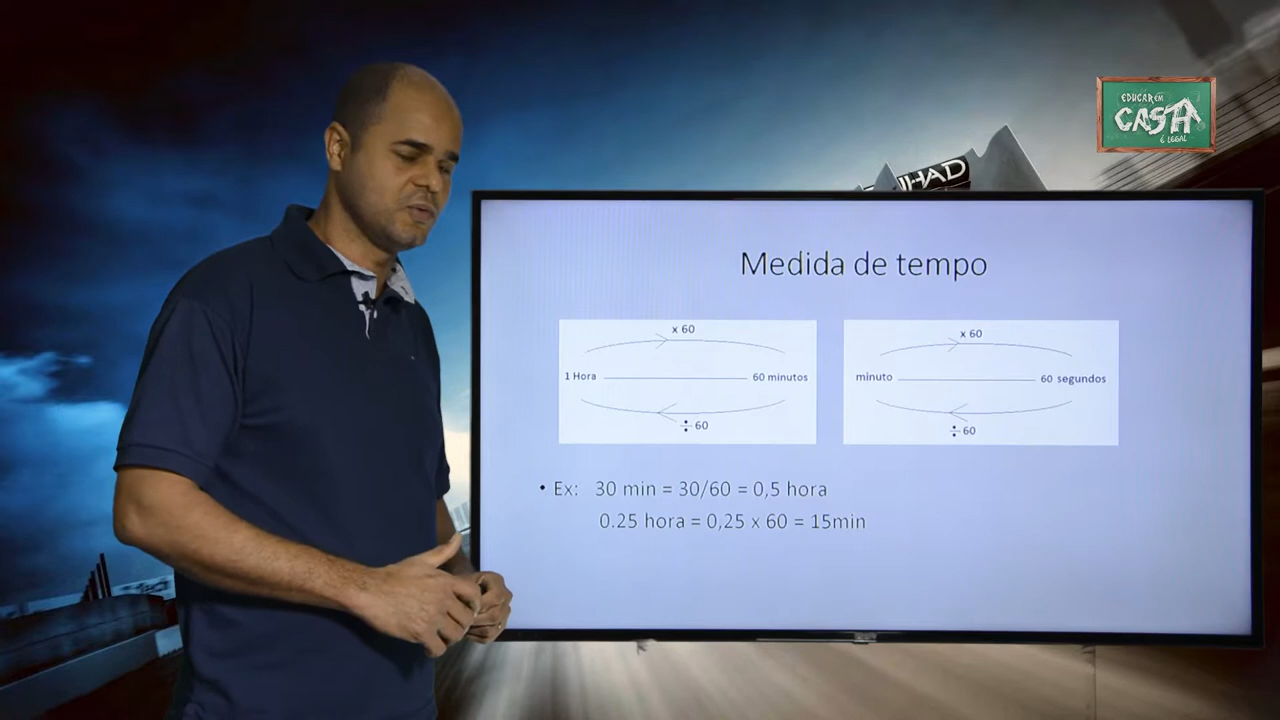 EDUCAR EM
CASA
É LEGAL
Medida de tempo
x 60
1 Hora 60 minutos
÷ 60
x 60
minuto 60 segundos
÷ 60
• Ex: 30 min = 30/60 = 0,5 hora
0.25 hora = 0,25 x 60 = 15min